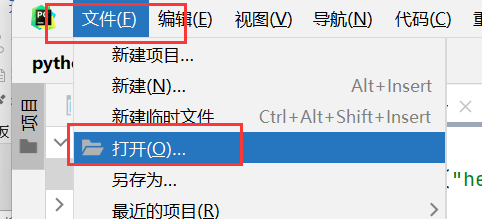 PC
文件(F) 编辑(E) 视图(V) 导航(N) 代码(C)
pytho
新建项目...
新建(N)... Alt+Insert
新建临时文件 Ctrl+Alt+Shift+Insert
项目
打开(O)...
("he
另存为...
最近的项目(R)